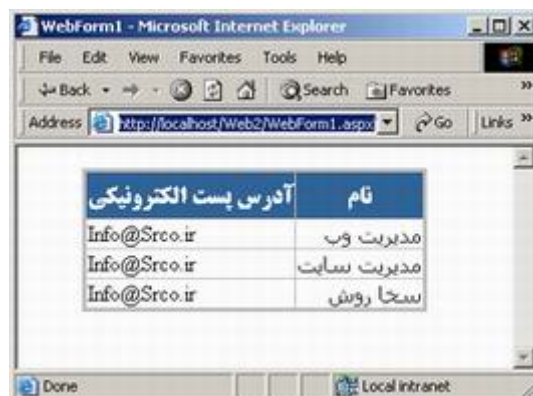 WebForm1 - Microsoft Internet Explorer
File Edit View Favorites Tools Help
Back Search Favorites »
Address http://localhost/Web2/WebForm1.aspx Go Links »
نام آدرس پست الکترونیکی
مدیریت وب Info@Srco.ir
مدیریت سایت Info@Srco.ir
سخا روش Info@Srco.ir
Done Local intranet